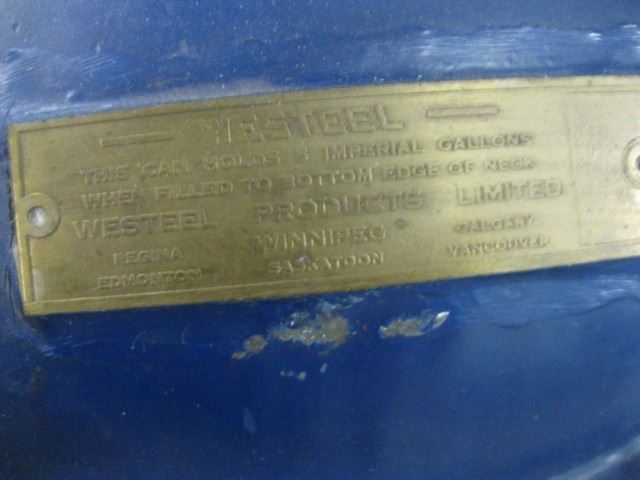 WESTEEL
THIS CAN HOLDS 5 IMPERIAL GALLONS
WHEN FILLED TO BOTTOM EDGE OF NECK
WESTEEL PRODUCTS LIMITED
REGINA WINNIPEG CALGARY
EDMONTON SASKATOON VANCOUVER